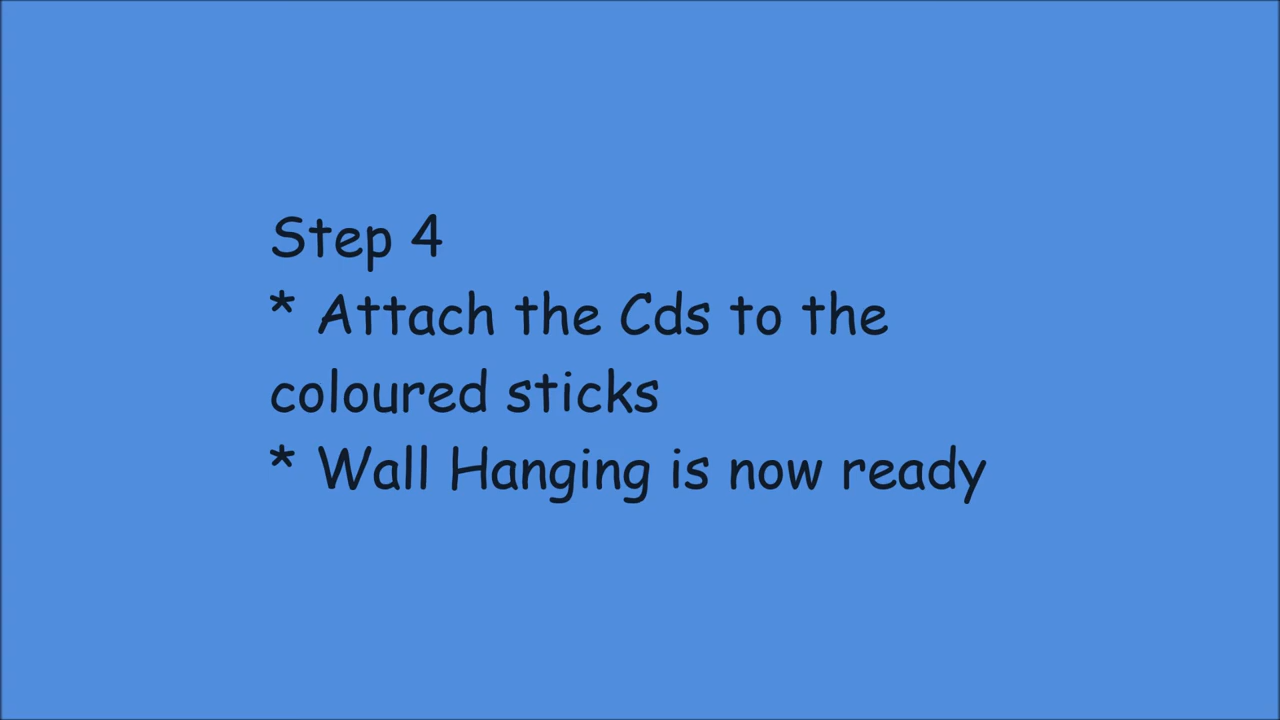 Step 4
* Attach the Cds to the
coloured sticks
* Wall Hanging is now ready